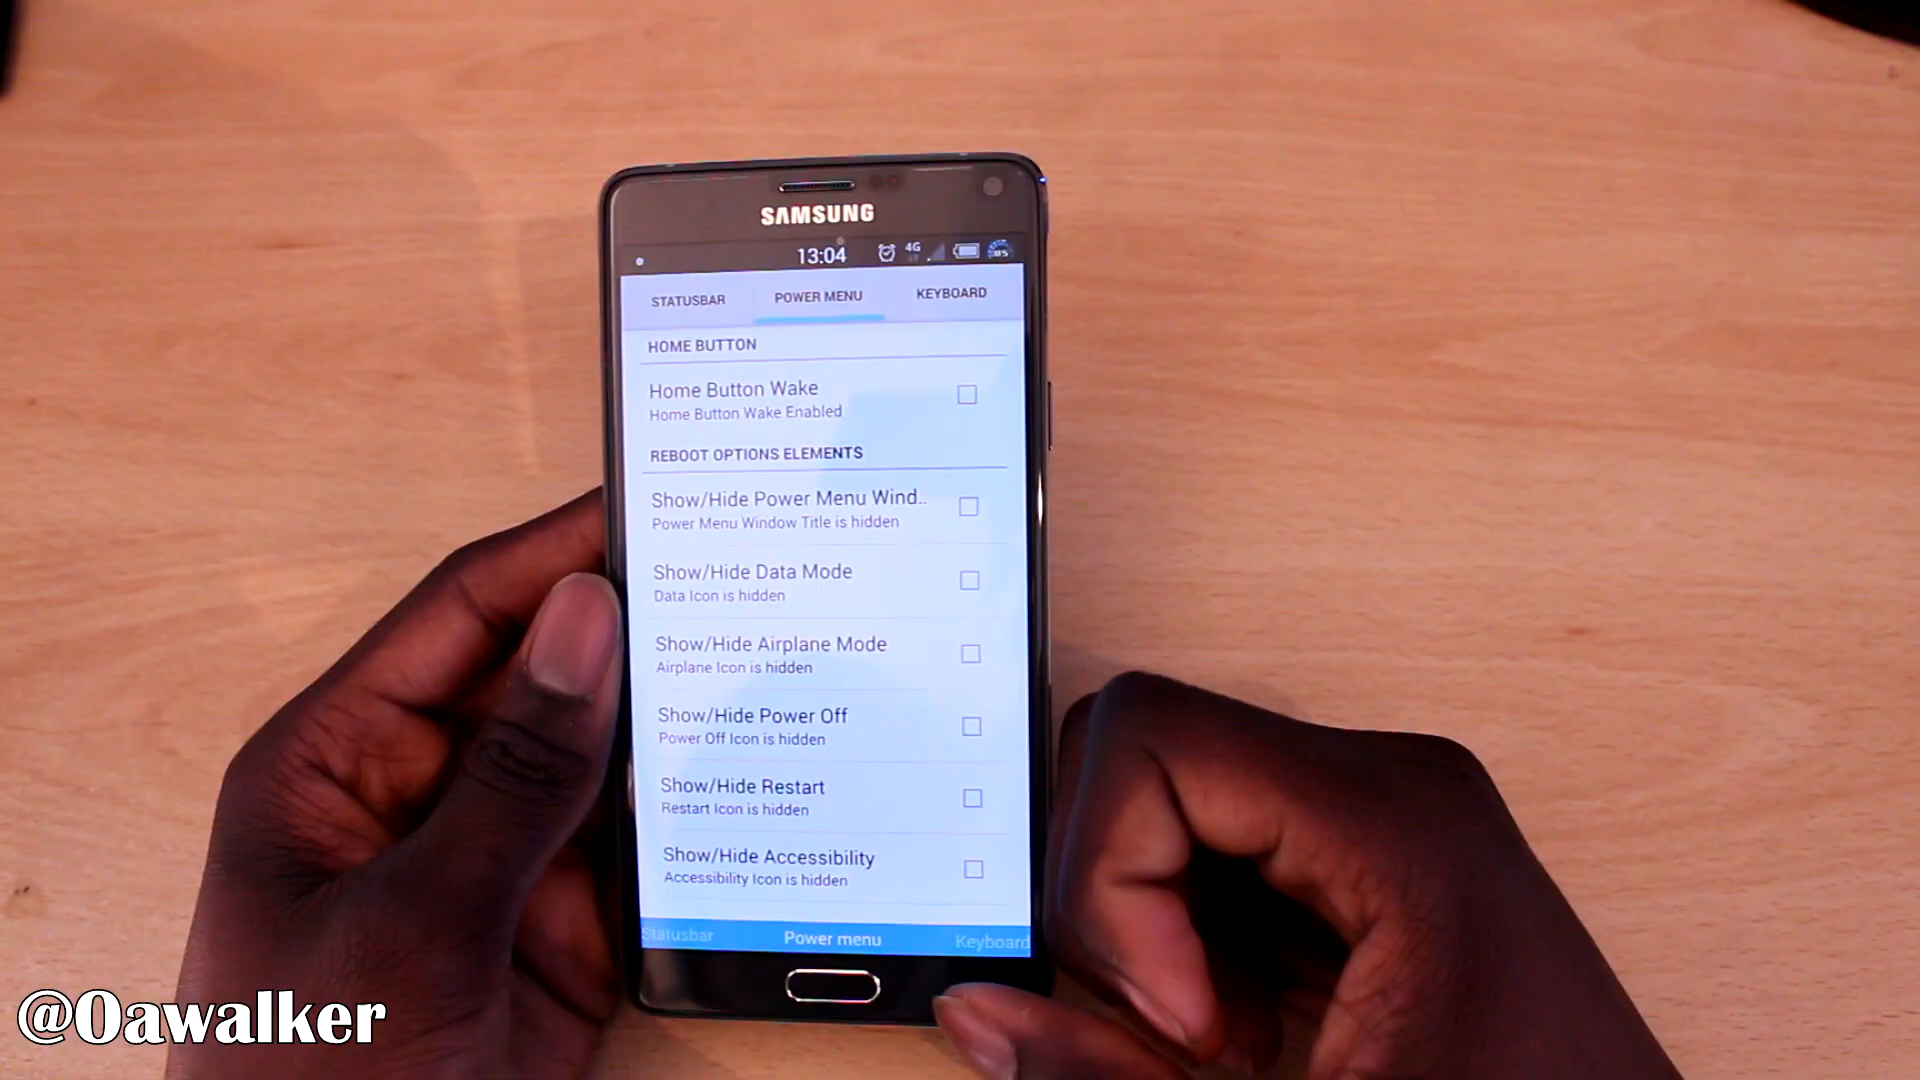 SAMSUNG
13:04
4G
85
STATUSBAR
POWER MENU
KEYBOARD
HOME BUTTON
Home Button Wake
Home Button Wake Enabled
REBOOT OPTIONS ELEMENTS
Show/Hide Power Menu Wind..
Power Menu Window Title is hidden
Show/Hide Data Mode
Data Icon is hidden
Show/Hide Airplane Mode
Airplane Icon is hidden
Show/Hide Power Off
Power Off Icon is hidden
Show/Hide Restart
Restart Icon is hidden
Show/Hide Accessibility
Accessibility Icon is hidden
Statusbar
Power menu
Keyboard
@Oawalker